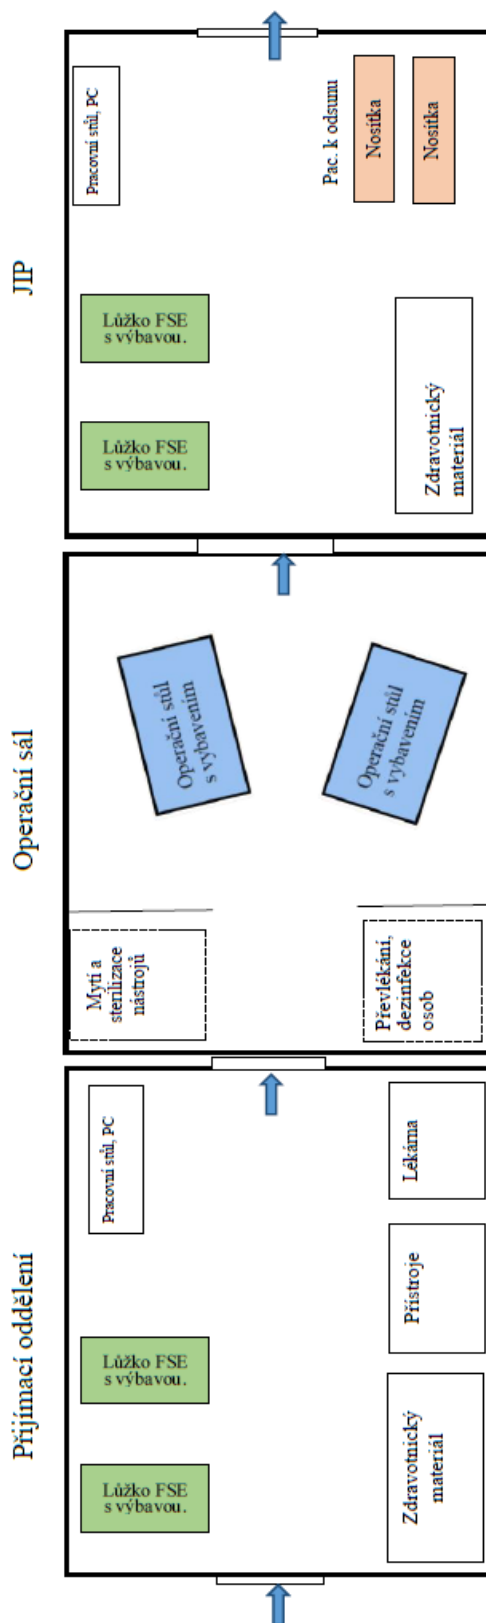 Přijímací oddělení
Operační sál
JIP
Lůžko FSE
s výbavou.
Lůžko FSE
s výbavou.
Pracovní stůl, PC
Zdravotnický
materiál
Přístroje
Lékárna
Mytí a
sterilizace
nástrojů
Převlékání,
dezinfekce
osob
Operační stůl
s vybavením
Operační stůl
s vybavením
Lůžko FSE
s výbavou.
Lůžko FSE
s výbavou.
Pracovní stůl, PC
Zdravotnický
materiál
Pac. k odsunu
Nosítka
Nosítka